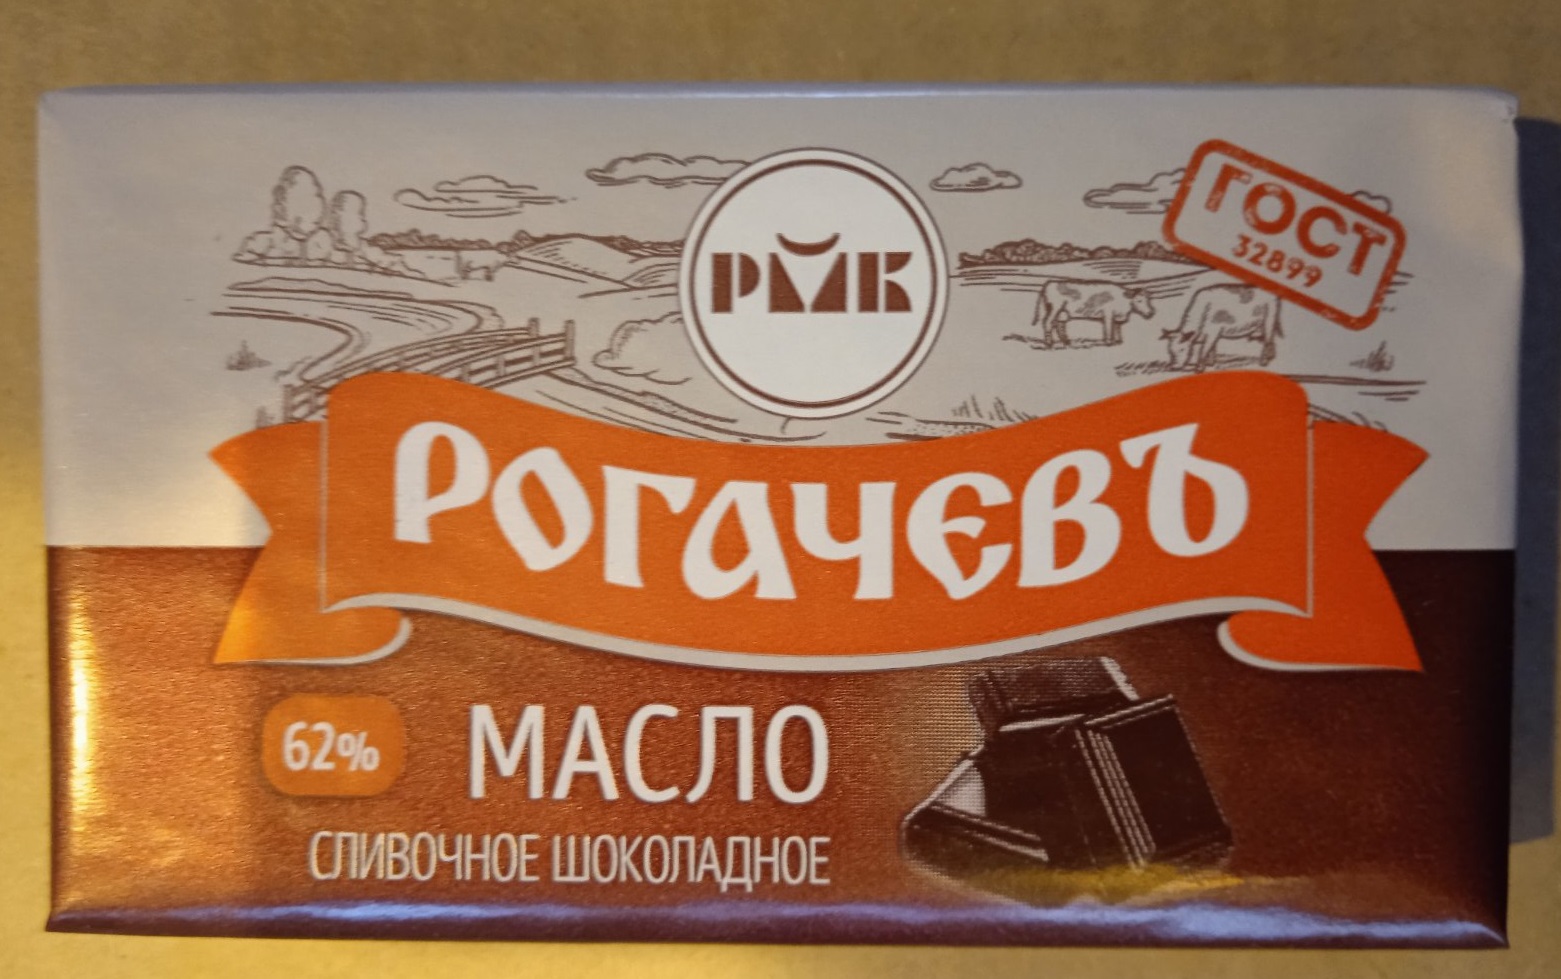 РМК
ГОСТ
32899
РОГАЧЕВЪ
62%
МАСЛО
СЛИВОЧНОЕ ШОКОЛАДНОЕ